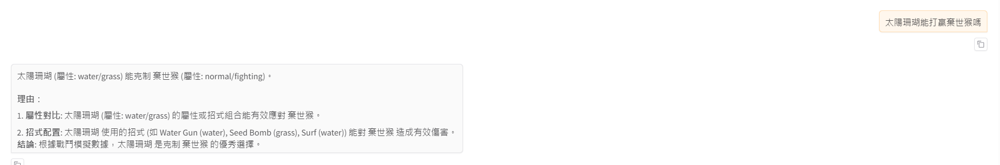 太陽珊瑚能打贏棄世猴嗎
太陽珊瑚 (屬性: water/grass) 能克制 棄世猴 (屬性: normal/fighting)。
理由：
1. 屬性對比: 太陽珊瑚 (屬性: water/grass) 的屬性或招式組合能有效應對 棄世猴。
2. 招式配置: 太陽珊瑚 使用的招式 (如 Water Gun (water), Seed Bomb (grass), Surf (water)) 能對 棄世猴 造成有效傷害。
結論: 根據戰鬥模擬數據，太陽珊瑚 是克制 棄世猴 的優秀選擇。